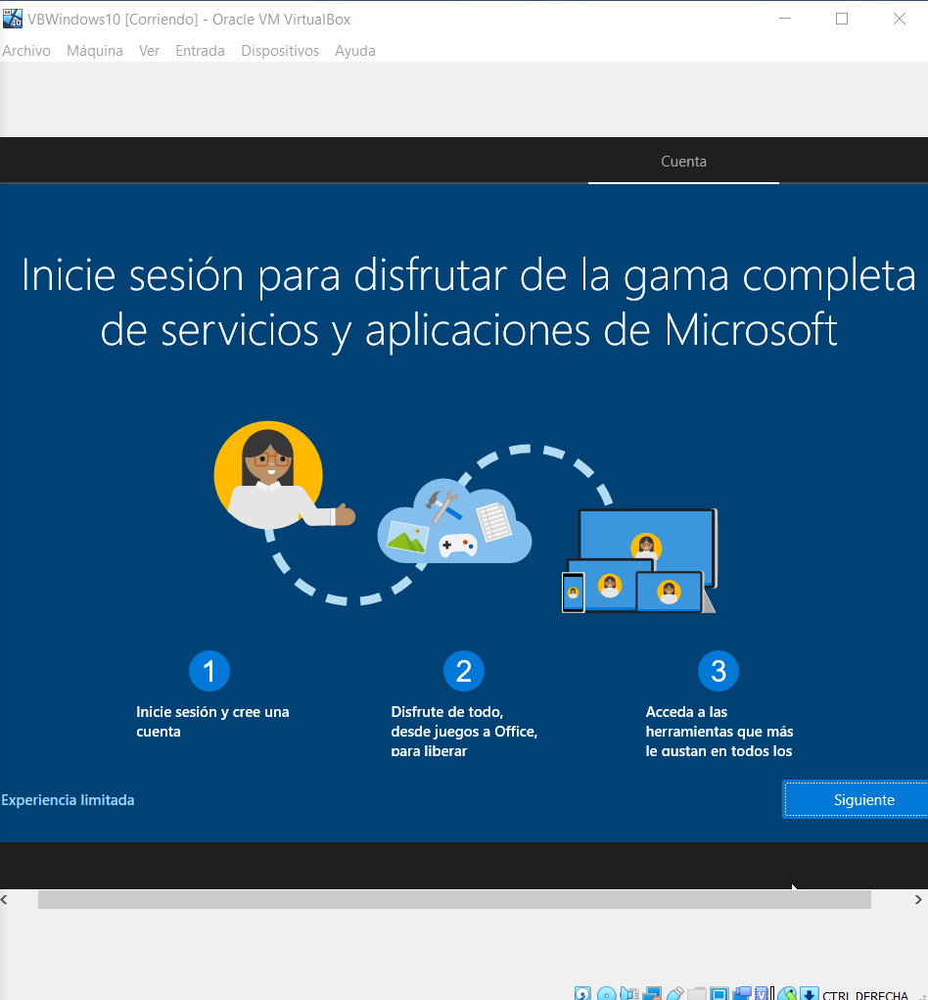 VBWindows10 [Corriendo] - Oracle VM VirtualBox
Archivo Máquina Ver Entrada Dispositivos Ayuda
Cuenta
Inicie sesión para disfrutar de la gama completa
de servicios y aplicaciones de Microsoft
1
Inicie sesión y cree una
cuenta
2
Disfrute de todo,
desde juegos a Office,
para liberar
3
Acceda a las
herramientas que más
le gustan en todos los
Experiencia limitada
Siguiente
CTRL DERECHA